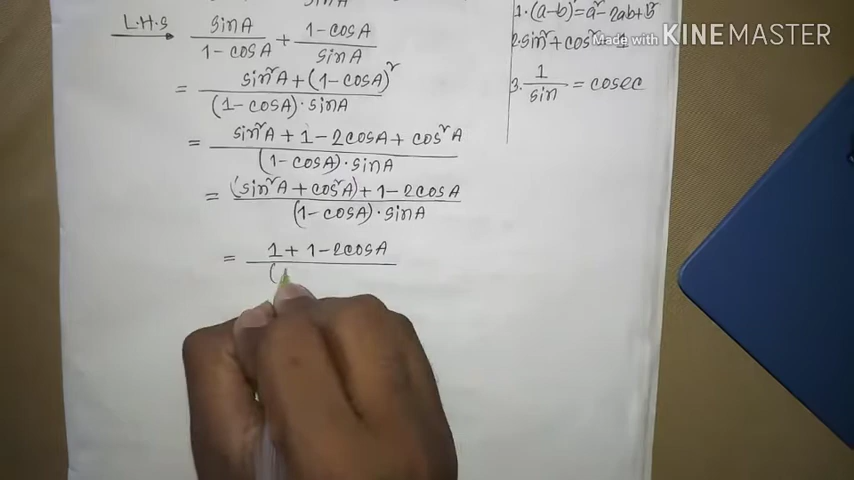 sinA
L.H.S sinA/1-cosA + 1-cosA/sinA
= sin²A + (1-cosA)²/(1-cosA)·sinA
= sin²A + 1-2cosA + cos²A/(1-cosA)·sinA
= (sin²A + cos²A) + 1-2cosA/(1-cosA)·sinA
= 1 + 1-2cosA/(
1. (a-b)²=a²-2ab+b²
2. sin²+cos²=1
3. 1/sin = cosec
Made with KINEMASTER